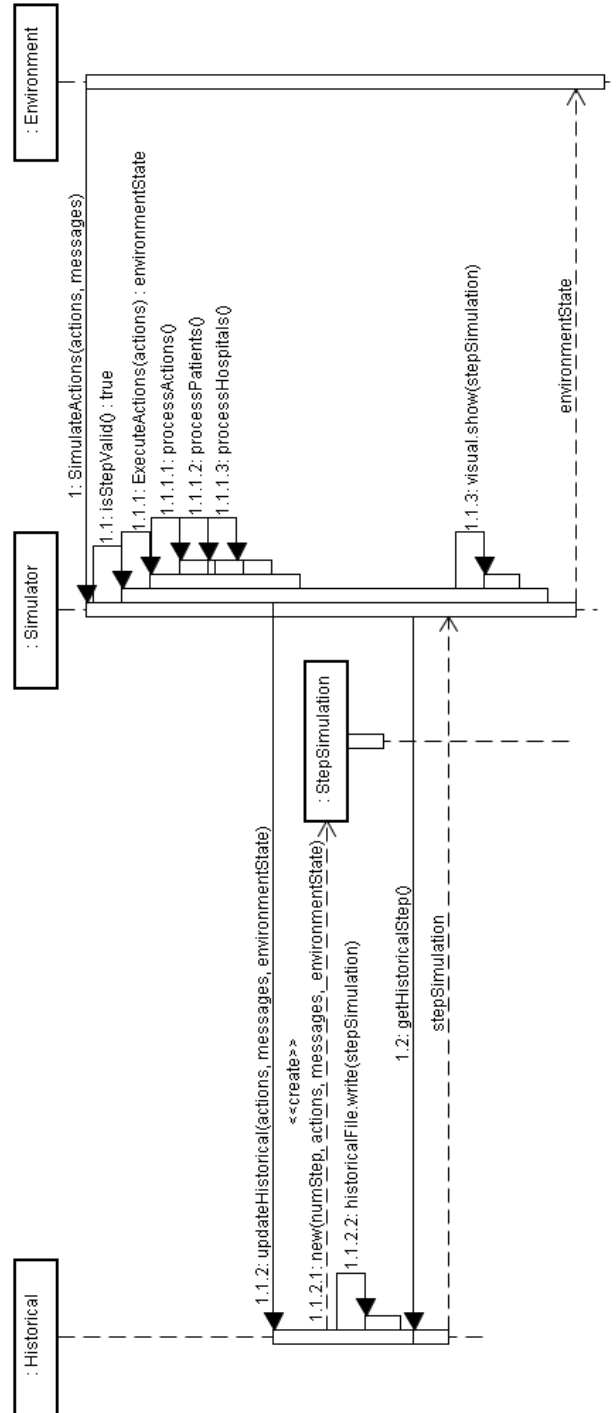 : Historical
: StepSimulation
: Simulator
: Environment
1: SimulateActions(actions, messages)
1.1: isStepValid() : true
1.1.1: ExecuteActions(actions) : environmentState
1.1.1.1: processActions()
1.1.1.2: processPatients()
1.1.1.3: processHospitals()
1.1.2: updateHistorical(actions, messages, environmentState)
<<create>>
1.1.2.1: new(numStep, actions, messages, environmentState)
1.1.2.2: historicalFile.write(stepSimulation)
1.2: getHistoricalStep()
stepSimulation
1.1.3: visual.show(stepSimulation)
environmentState